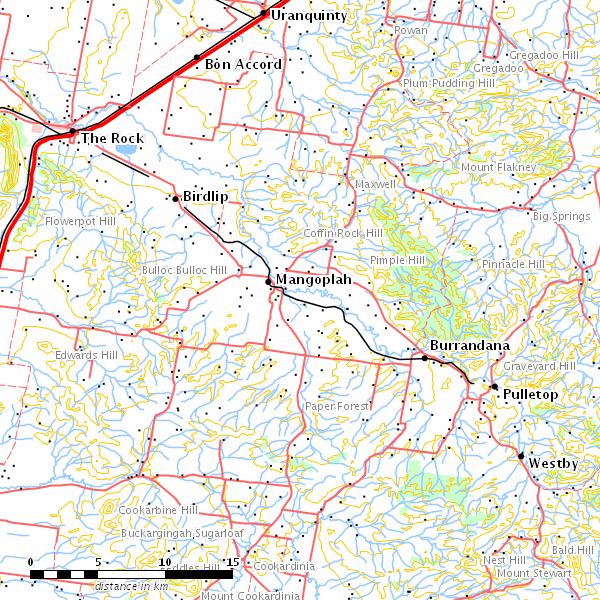 Uranquinty
Rowan
Gregadoo Hill
Bon Accord
Gregadoo
Plum Pudding Hill
The Rock
Mount Flakney
Maxwell
Birdlip
Flowerpot Hill
Big Springs
Coffin Rock Hill
Pimple Hill
Pinnacle Hill
Bulloc Bulloc Hill
Mangoplah
Burrandana
Edwards Hill
Graveyard Hill
Pulletop
Paper Forest
Westby
Cookarbine Hill
Buckargingah Sugarloaf
Bald Hill
Nest Hill
0 5 10 15
Cookardinia
Peddles Hill
Mount Stewart
distance in km
Mount Cookardinia